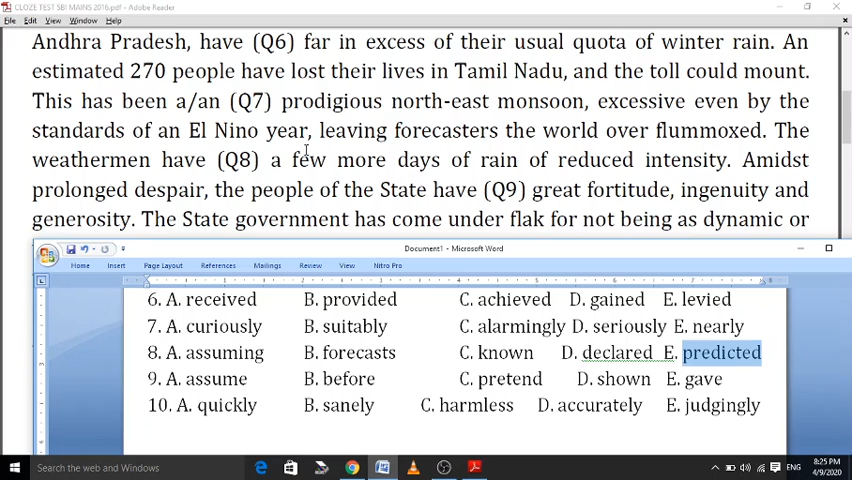 CLOZE TEST SBI MAINS 2016.pdf - Adobe Reader
File Edit View Window Help
Andhra Pradesh, have (Q6) far in excess of their usual quota of winter rain. An
estimated 270 people have lost their lives in Tamil Nadu, and the toll could mount.
This has been a/an (Q7) prodigious north-east monsoon, excessive even by the
standards of an El Nino year, leaving forecasters the world over flummoxed. The
weathermen have (Q8) a few more days of rain of reduced intensity. Amidst
prolonged despair, the people of the State have (Q9) great fortitude, ingenuity and
generosity. The State government has come under flak for not being as dynamic or
Document1 - Microsoft Word
Home Insert Page Layout References Mailings Review View Nitro Pro
6. A. received B. provided C. achieved D. gained E. levied
7. A. curiously B. suitably C. alarmingly D. seriously E. nearly
8. A. assuming B. forecasts C. known D. declared E. predicted
9. A. assume B. before C. pretend D. shown E. gave
10. A. quickly B. sanely C. harmless D. accurately E. judgingly
Search the web and Windows
ENG
8:25 PM
4/9/2020